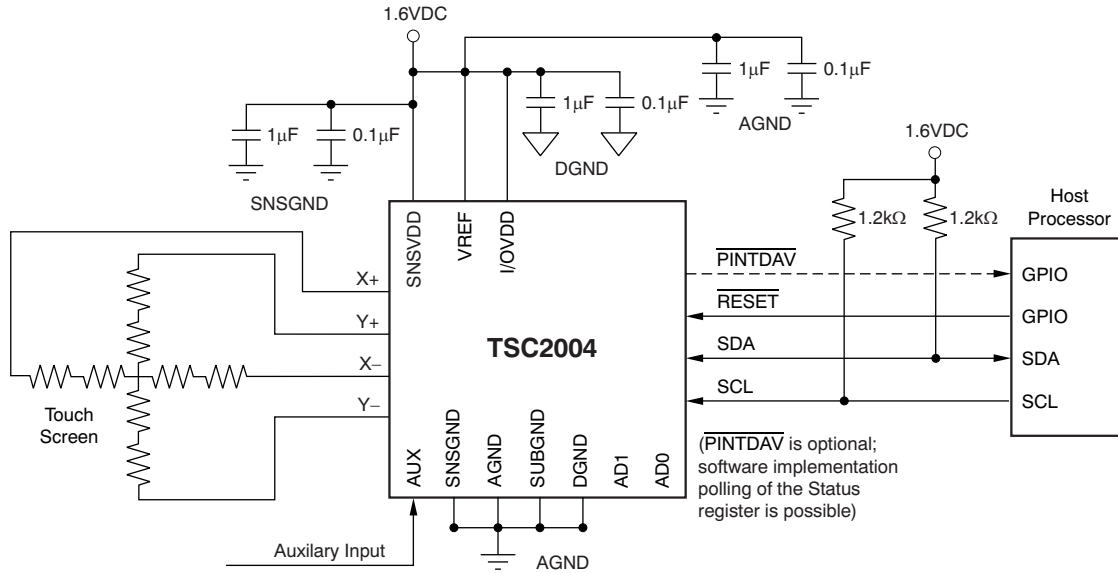 1.6VDC
1μF
0.1μF
AGND
1μF
0.1μF
DGND
1μF
0.1μF
SNSGND
1.6VDC
1.2kΩ
1.2kΩ
Host
Processor
SNSVDD
VREF
I/OVDD
X+
Y+
X−
Y−
TSC2004
PINTDAV
RESET
SDA
SCL
GPIO
GPIO
SDA
SCL
Touch
Screen
AUX
SNSGND
AGND
SUBGND
DGND
AD1
AD0
(PINTDAV is optional;
software implementation
polling of the Status
register is possible)
Auxilary Input
AGND